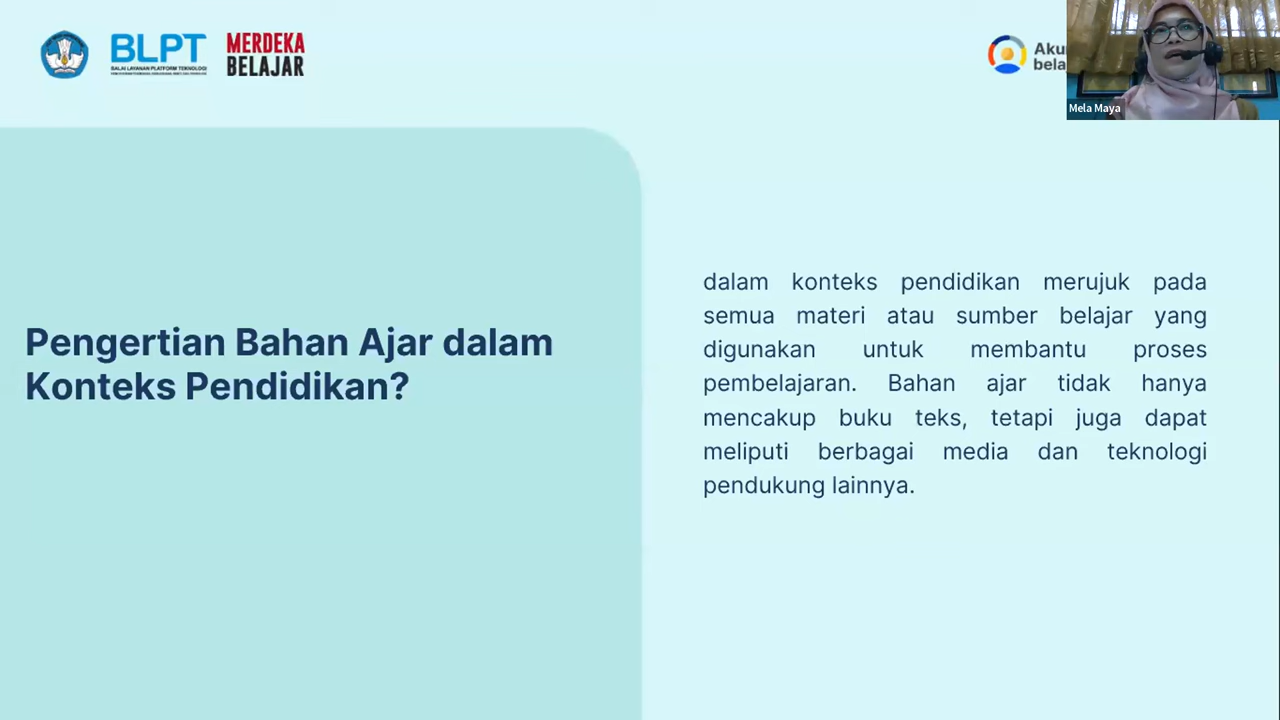 BLPT
BALAI LAYANAN PLATFORM TEKNOLOGI
MERDEKA
BELAJAR
Mela Maya
Pengertian Bahan Ajar dalam
Konteks Pendidikan?
dalam konteks pendidikan merujuk pada
semua materi atau sumber belajar yang
digunakan untuk membantu proses
pembelajaran. Bahan ajar tidak hanya
mencakup buku teks, tetapi juga dapat
meliputi berbagai media dan teknologi
pendukung lainnya.